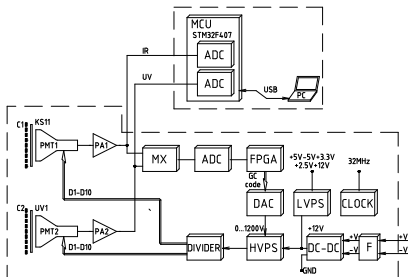 MCU
STM32F407
IR
ADC
UV
ADC
USB
PC
C1
KS11
PMT1
PA1
MX
ADC
FPGA
+5V-5V+3.3V
+2.5V+12V
32MHz
D1-D10
GC
code
DAC
LVPS
CLOCK
C2
UV1
PMT2
PA2
0...1200V
+12V
D1-D10
DIVIDER
HVPS
DC-DC
+V
-V
F
+V
-V
GND